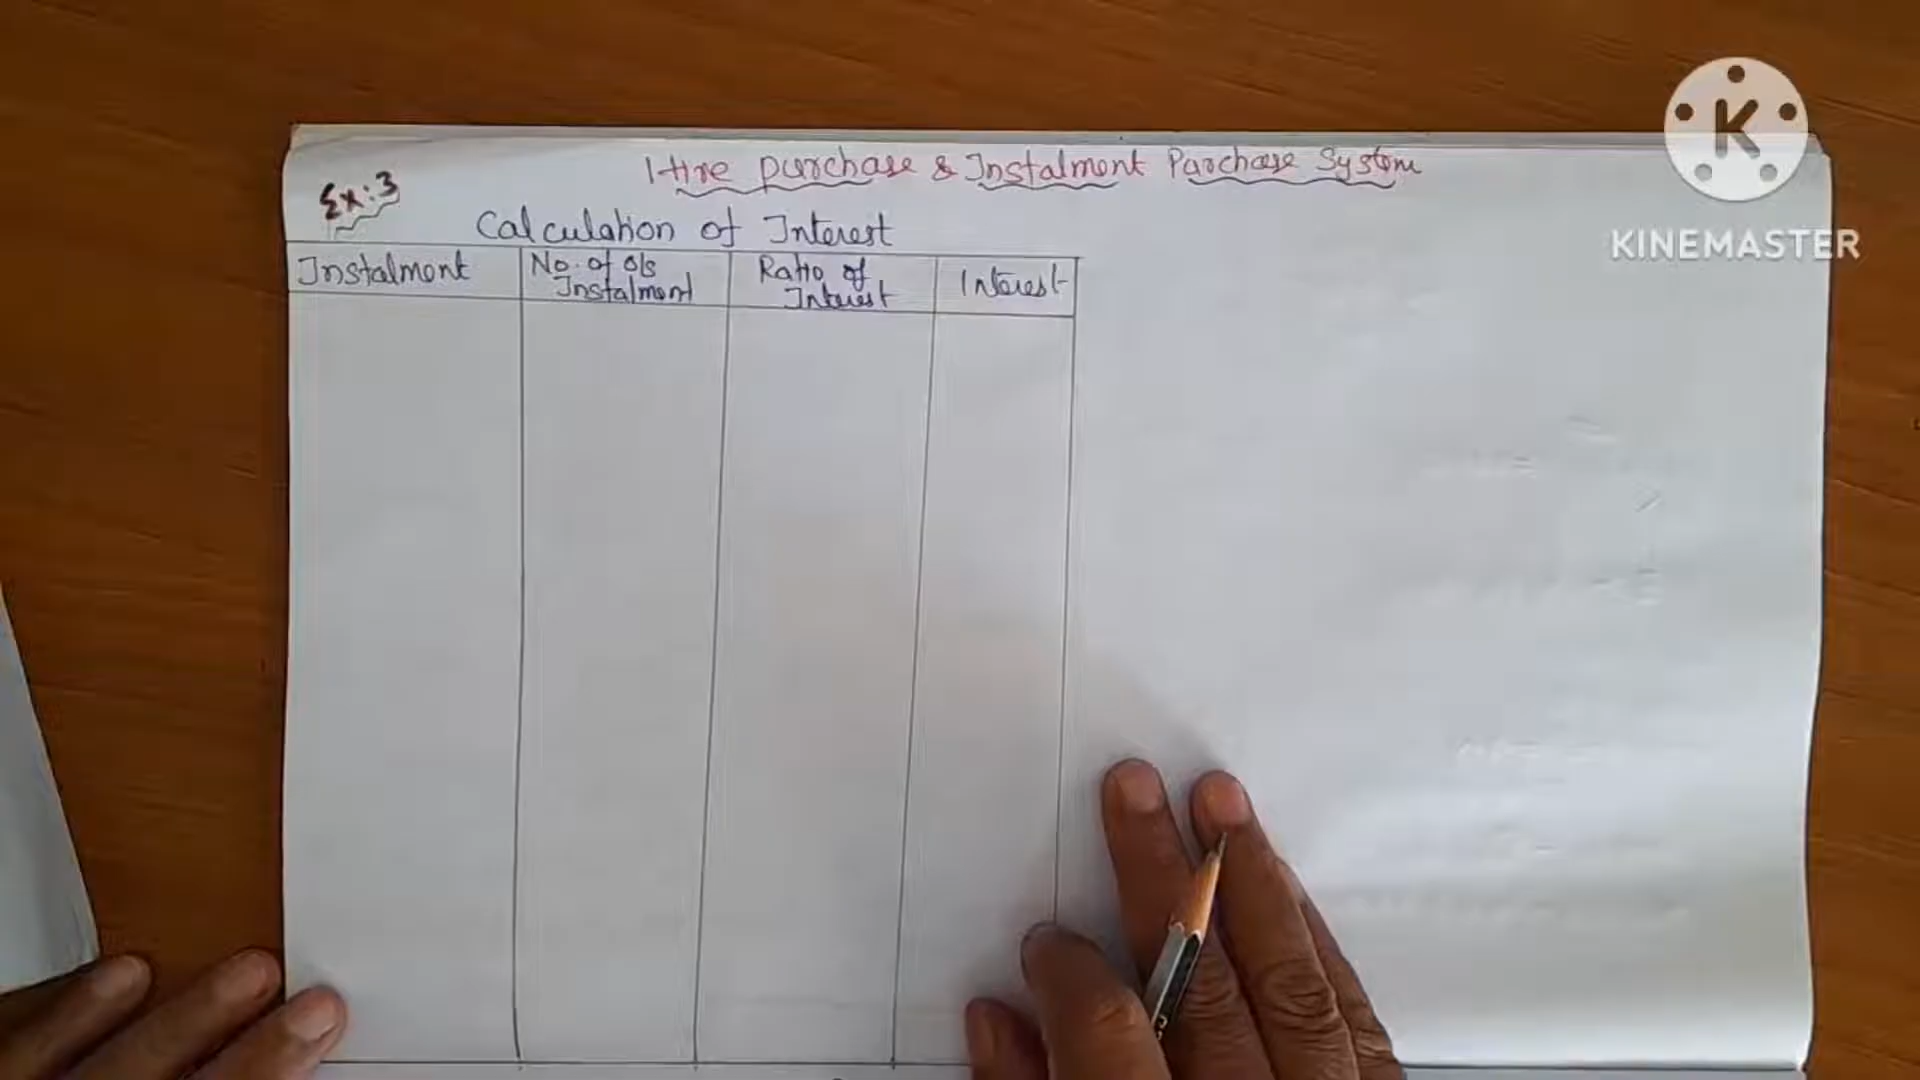 Hire purchase & Instalment Purchase System
Ex:3
Calculation of Interest
Instalment
No. of o/s
Instalment
Ratio of
Interest
Interest
K
KINEMASTER